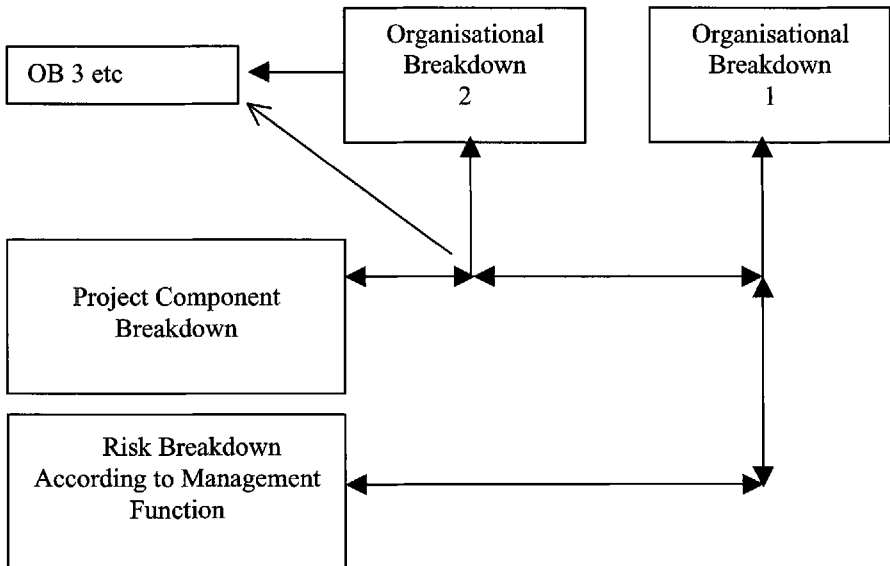 OB 3 etc
Organisational
Breakdown
2
Organisational
Breakdown
1
Project Component
Breakdown
Risk Breakdown
According to Management
Function